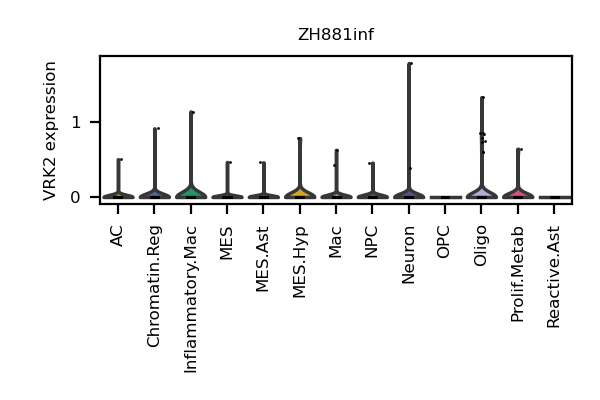 ZH881inf
VRK2 expression
1
0
AC
Chromatin.Reg
Inflammatory.Mac
MES
MES.Ast
MES.Hyp
Mac
NPC
Neuron
OPC
Oligo
Prolif.Metab
Reactive.Ast